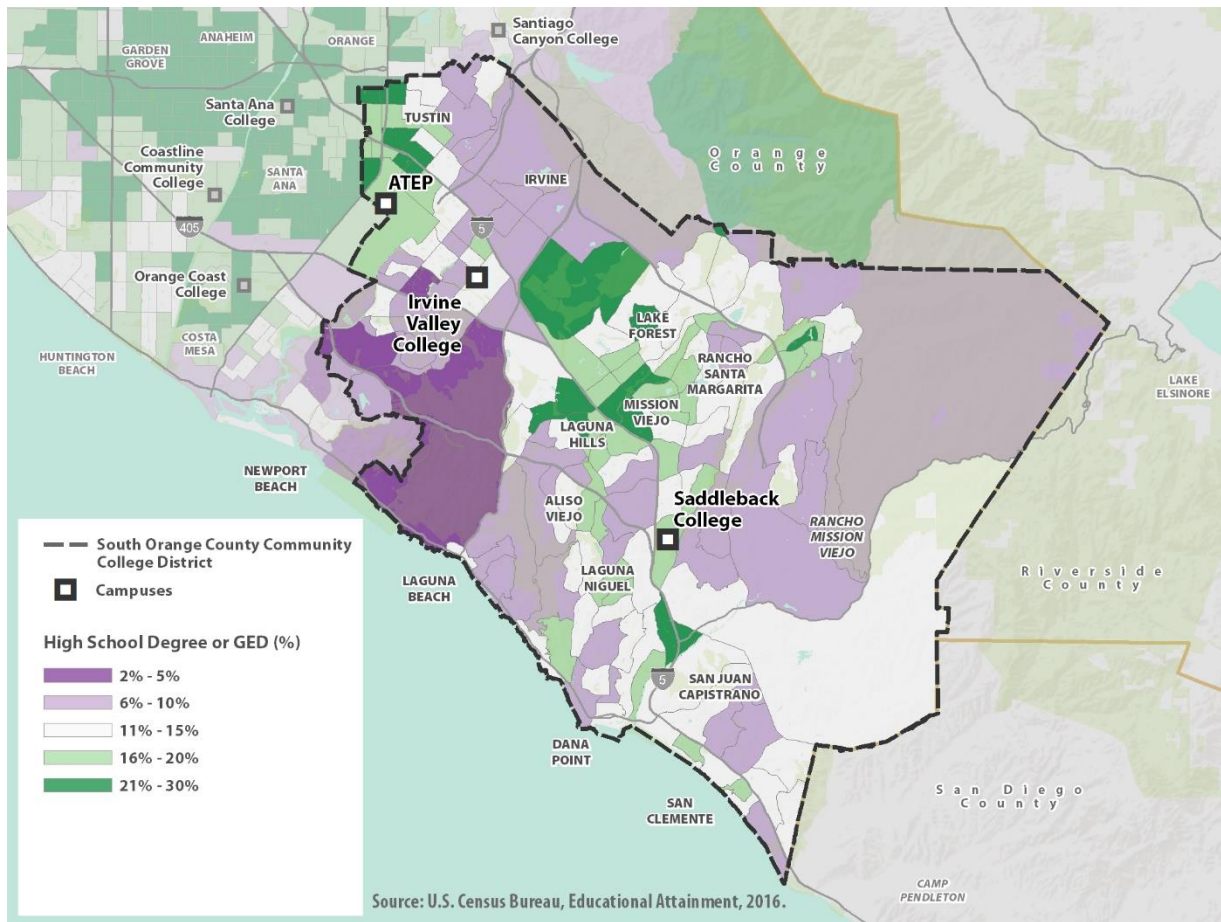 Santiago
Canyon College
ANAHEIM
ORANGE
GARDEN
GROVE
Santa Ana
College
TUSTIN
Coastline
Community
College
SANTA
ANA
ATEP
IRVINE
Orange
County
405
5
Orange Coast
College
Irvine
Valley
College
LAKE
FOREST
COSTA
MESA
HUNTINGTON
BEACH
RANCHO
SANTA
MARGARITA
LAKE
ELSINORE
MISSION
VIEJO
LAGUNA
HILLS
NEWPORT
BEACH
ALISO
VIEJO
Saddleback
College
RANCHO
MISSION
VIEJO
Riverside
County
LAGUNA
BEACH
LAGUNA
NIGUEL
5
SAN JUAN
CAPISTRANO
DANA
POINT
SAN
CLEMENTE
San Diego
County
CAMP
PENDLETON
South Orange County Community
College District
Campuses
High School Degree or GED (%)
2% - 5%
6% - 10%
11% - 15%
16% - 20%
21% - 30%
Source: U.S. Census Bureau, Educational Attainment, 2016.